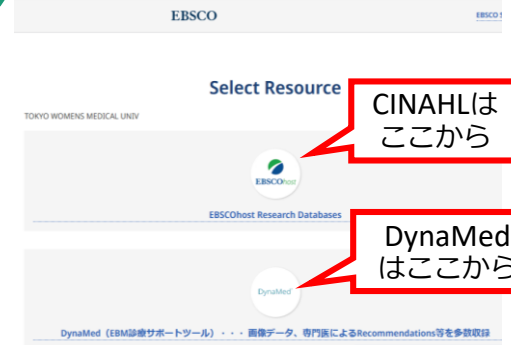 EBSCO
EBSCO S
Select Resource
TOKYO WOMENS MEDICAL UNIV
CINAHLは
ここから
EBSCOhost
EBSCOhost Research Databases
DynaMed
はここから
DynaMed
DynaMed（EBM診療サポートツール）・・・ 画像データ、専門医によるRecommendations等を多数収録